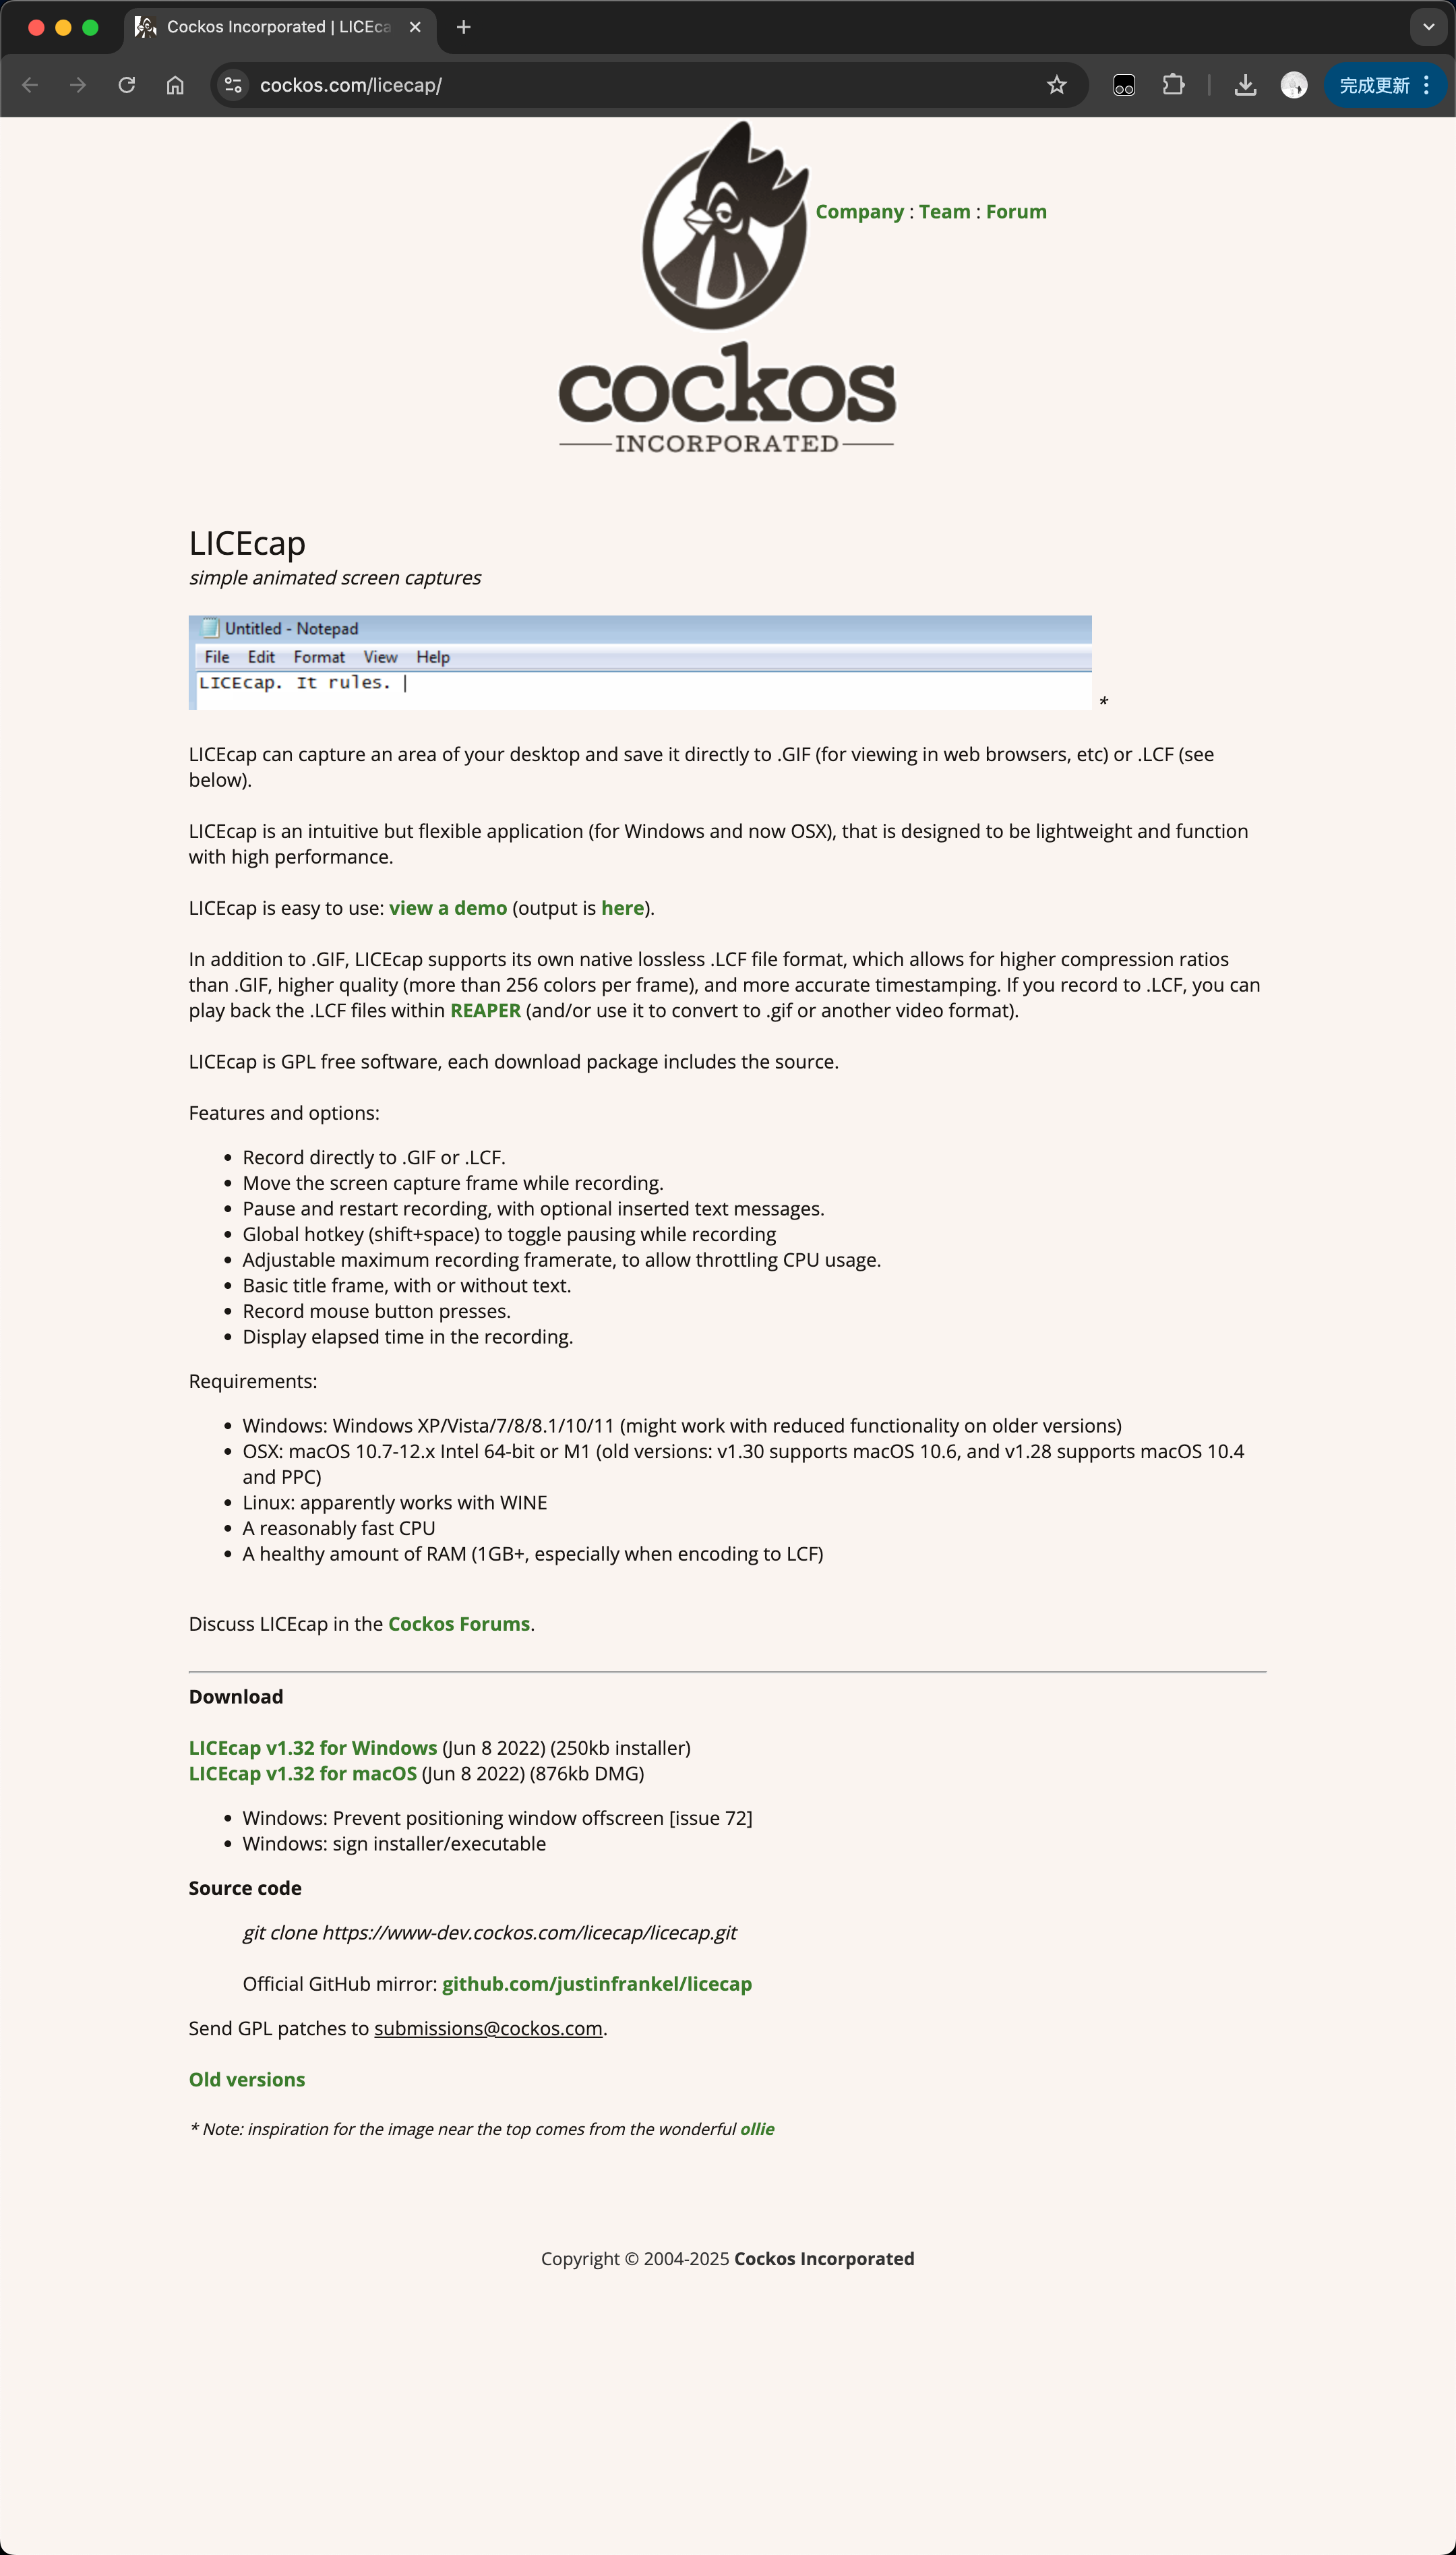 Cockos Incorporated | LICEca
cockos.com/licecap/
完成更新
Company : Team : Forum
cockos
INCORPORATED
LICEcap
simple animated screen captures
Untitled - Notepad
File Edit Format View Help
LICEcap. It rules. |
*
LICEcap can capture an area of your desktop and save it directly to .GIF (for viewing in web browsers, etc) or .LCF (see
below).
LICEcap is an intuitive but flexible application (for Windows and now OSX), that is designed to be lightweight and function
with high performance.
LICEcap is easy to use: view a demo (output is here).
In addition to .GIF, LICEcap supports its own native lossless .LCF file format, which allows for higher compression ratios
than .GIF, higher quality (more than 256 colors per frame), and more accurate timestamping. If you record to .LCF, you can
play back the .LCF files within REAPER (and/or use it to convert to .gif or another video format).
LICEcap is GPL free software, each download package includes the source.
Features and options:
• Record directly to .GIF or .LCF.
• Move the screen capture frame while recording.
• Pause and restart recording, with optional inserted text messages.
• Global hotkey (shift+space) to toggle pausing while recording
• Adjustable maximum recording framerate, to allow throttling CPU usage.
• Basic title frame, with or without text.
• Record mouse button presses.
• Display elapsed time in the recording.
Requirements:
• Windows: Windows XP/Vista/7/8/8.1/10/11 (might work with reduced functionality on older versions)
• OSX: macOS 10.7-12.x Intel 64-bit or M1 (old versions: v1.30 supports macOS 10.6, and v1.28 supports macOS 10.4
and PPC)
• Linux: apparently works with WINE
• A reasonably fast CPU
• A healthy amount of RAM (1GB+, especially when encoding to LCF)
Discuss LICEcap in the Cockos Forums.
Download
LICEcap v1.32 for Windows (Jun 8 2022) (250kb installer)
LICEcap v1.32 for macOS (Jun 8 2022) (876kb DMG)
• Windows: Prevent positioning window offscreen [issue 72]
• Windows: sign installer/executable
Source code
git clone https://www-dev.cockos.com/licecap/licecap.git
Official GitHub mirror: github.com/justinfrankel/licecap
Send GPL patches to submissions@cockos.com.
Old versions
* Note: inspiration for the image near the top comes from the wonderful ollie
Copyright © 2004-2025 Cockos Incorporated